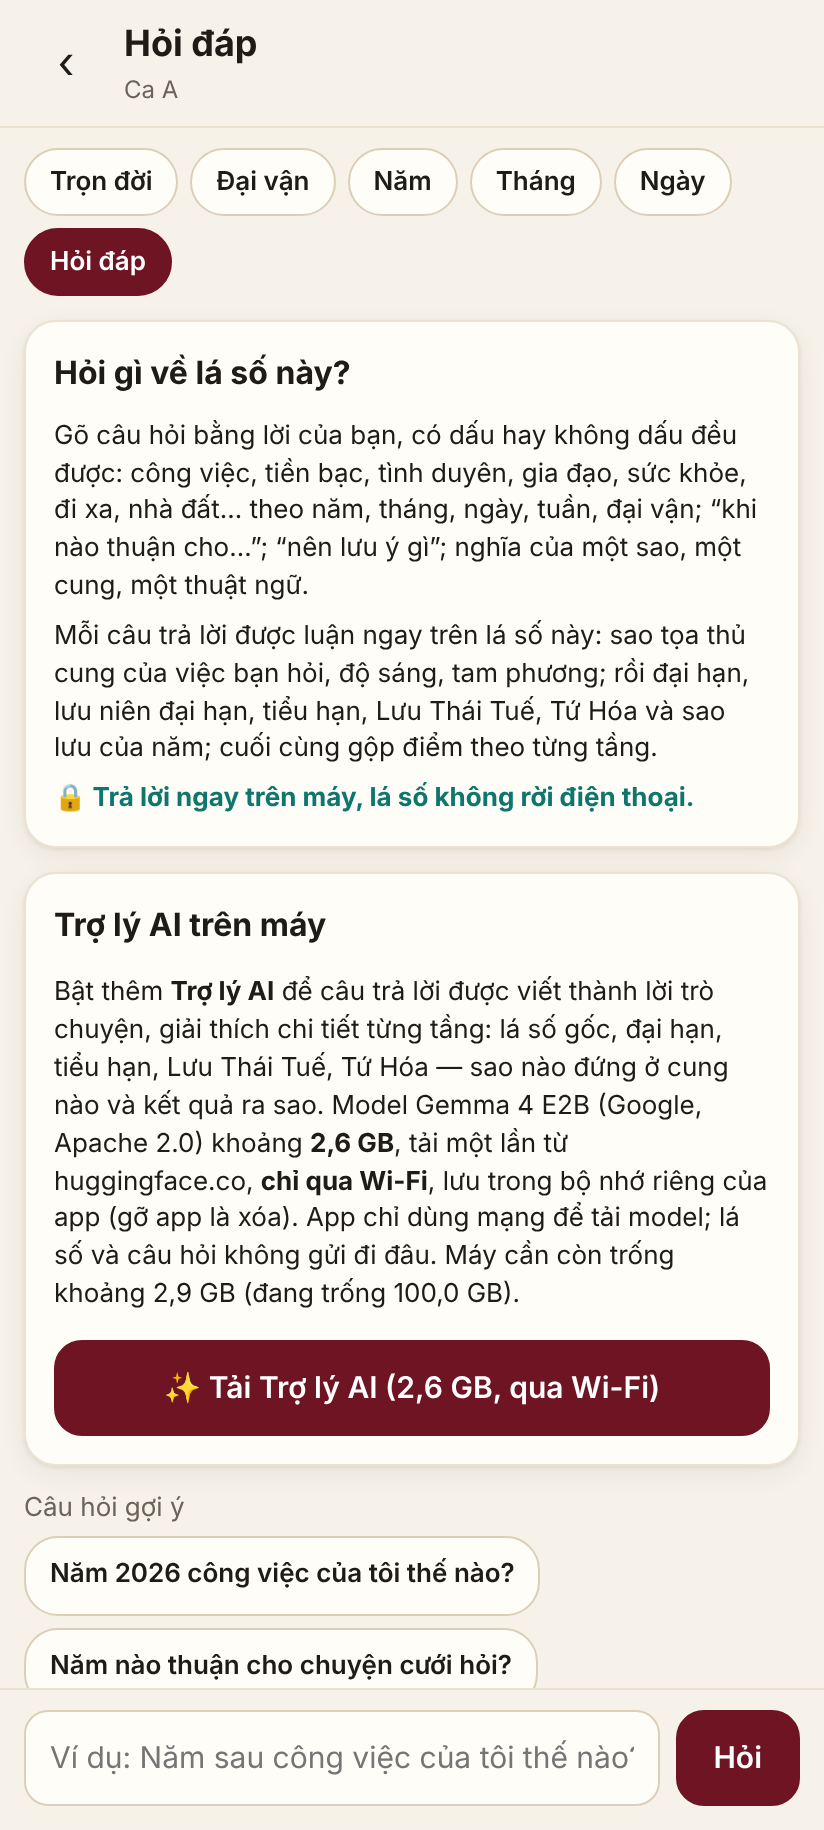 ‹
Hỏi đáp
Ca A
Trọn đời
Đại vận
Năm
Tháng
Ngày
Hỏi đáp
Hỏi gì về lá số này?
Gõ câu hỏi bằng lời của bạn, có dấu hay không dấu đều
được: công việc, tiền bạc, tình duyên, gia đạo, sức khỏe,
đi xa, nhà đất... theo năm, tháng, ngày, tuần, đại vận; “khi
nào thuận cho...”; “nên lưu ý gì”; nghĩa của một sao, một
cung, một thuật ngữ.
Mỗi câu trả lời được luận ngay trên lá số này: sao tọa thủ
cung của việc bạn hỏi, độ sáng, tam phương; rồi đại hạn,
lưu niên đại hạn, tiểu hạn, Lưu Thái Tuế, Tứ Hóa và sao
lưu của năm; cuối cùng gộp điểm theo từng tầng.
🔒 Trả lời ngay trên máy, lá số không rời điện thoại.
Trợ lý AI trên máy
Bật thêm Trợ lý AI để câu trả lời được viết thành lời trò
chuyện, giải thích chi tiết từng tầng: lá số gốc, đại hạn,
tiểu hạn, Lưu Thái Tuế, Tứ Hóa — sao nào đứng ở cung
nào và kết quả ra sao. Model Gemma 4 E2B (Google,
Apache 2.0) khoảng 2,6 GB, tải một lần từ
huggingface.co, chỉ qua Wi-Fi, lưu trong bộ nhớ riêng của
app (gỡ app là xóa). App chỉ dùng mạng để tải model; lá
số và câu hỏi không gửi đi đâu. Máy cần còn trống
khoảng 2,9 GB (đang trống 100,0 GB).
✨ Tải Trợ lý AI (2,6 GB, qua Wi-Fi)
Câu hỏi gợi ý
Năm 2026 công việc của tôi thế nào?
Năm nào thuận cho chuyện cưới hỏi?
Ví dụ: Năm sau công việc của tôi thế nào?
Hỏi